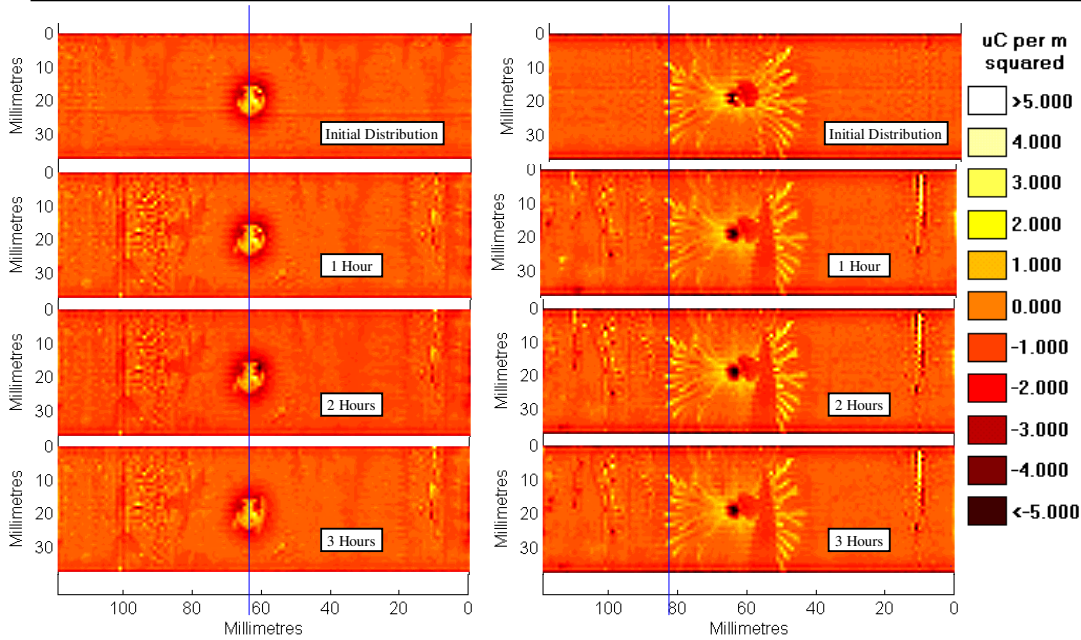 0
10
20
30
Millimetres
Initial Distribution
0
10
20
30
Millimetres
1 Hour
0
10
20
30
Millimetres
2 Hours
0
10
20
30
Millimetres
3 Hours
100 80 60 40 20 0
Millimetres
0
10
20
30
Millimetres
Initial Distribution
0
10
20
30
Millimetres
1 Hour
0
10
20
30
Millimetres
2 Hours
0
10
20
30
Millimetres
3 Hours
100 80 60 40 20 0
Millimetres
uC per m
squared
>5.000
4.000
3.000
2.000
1.000
0.000
-1.000
-2.000
-3.000
-4.000
<-5.000